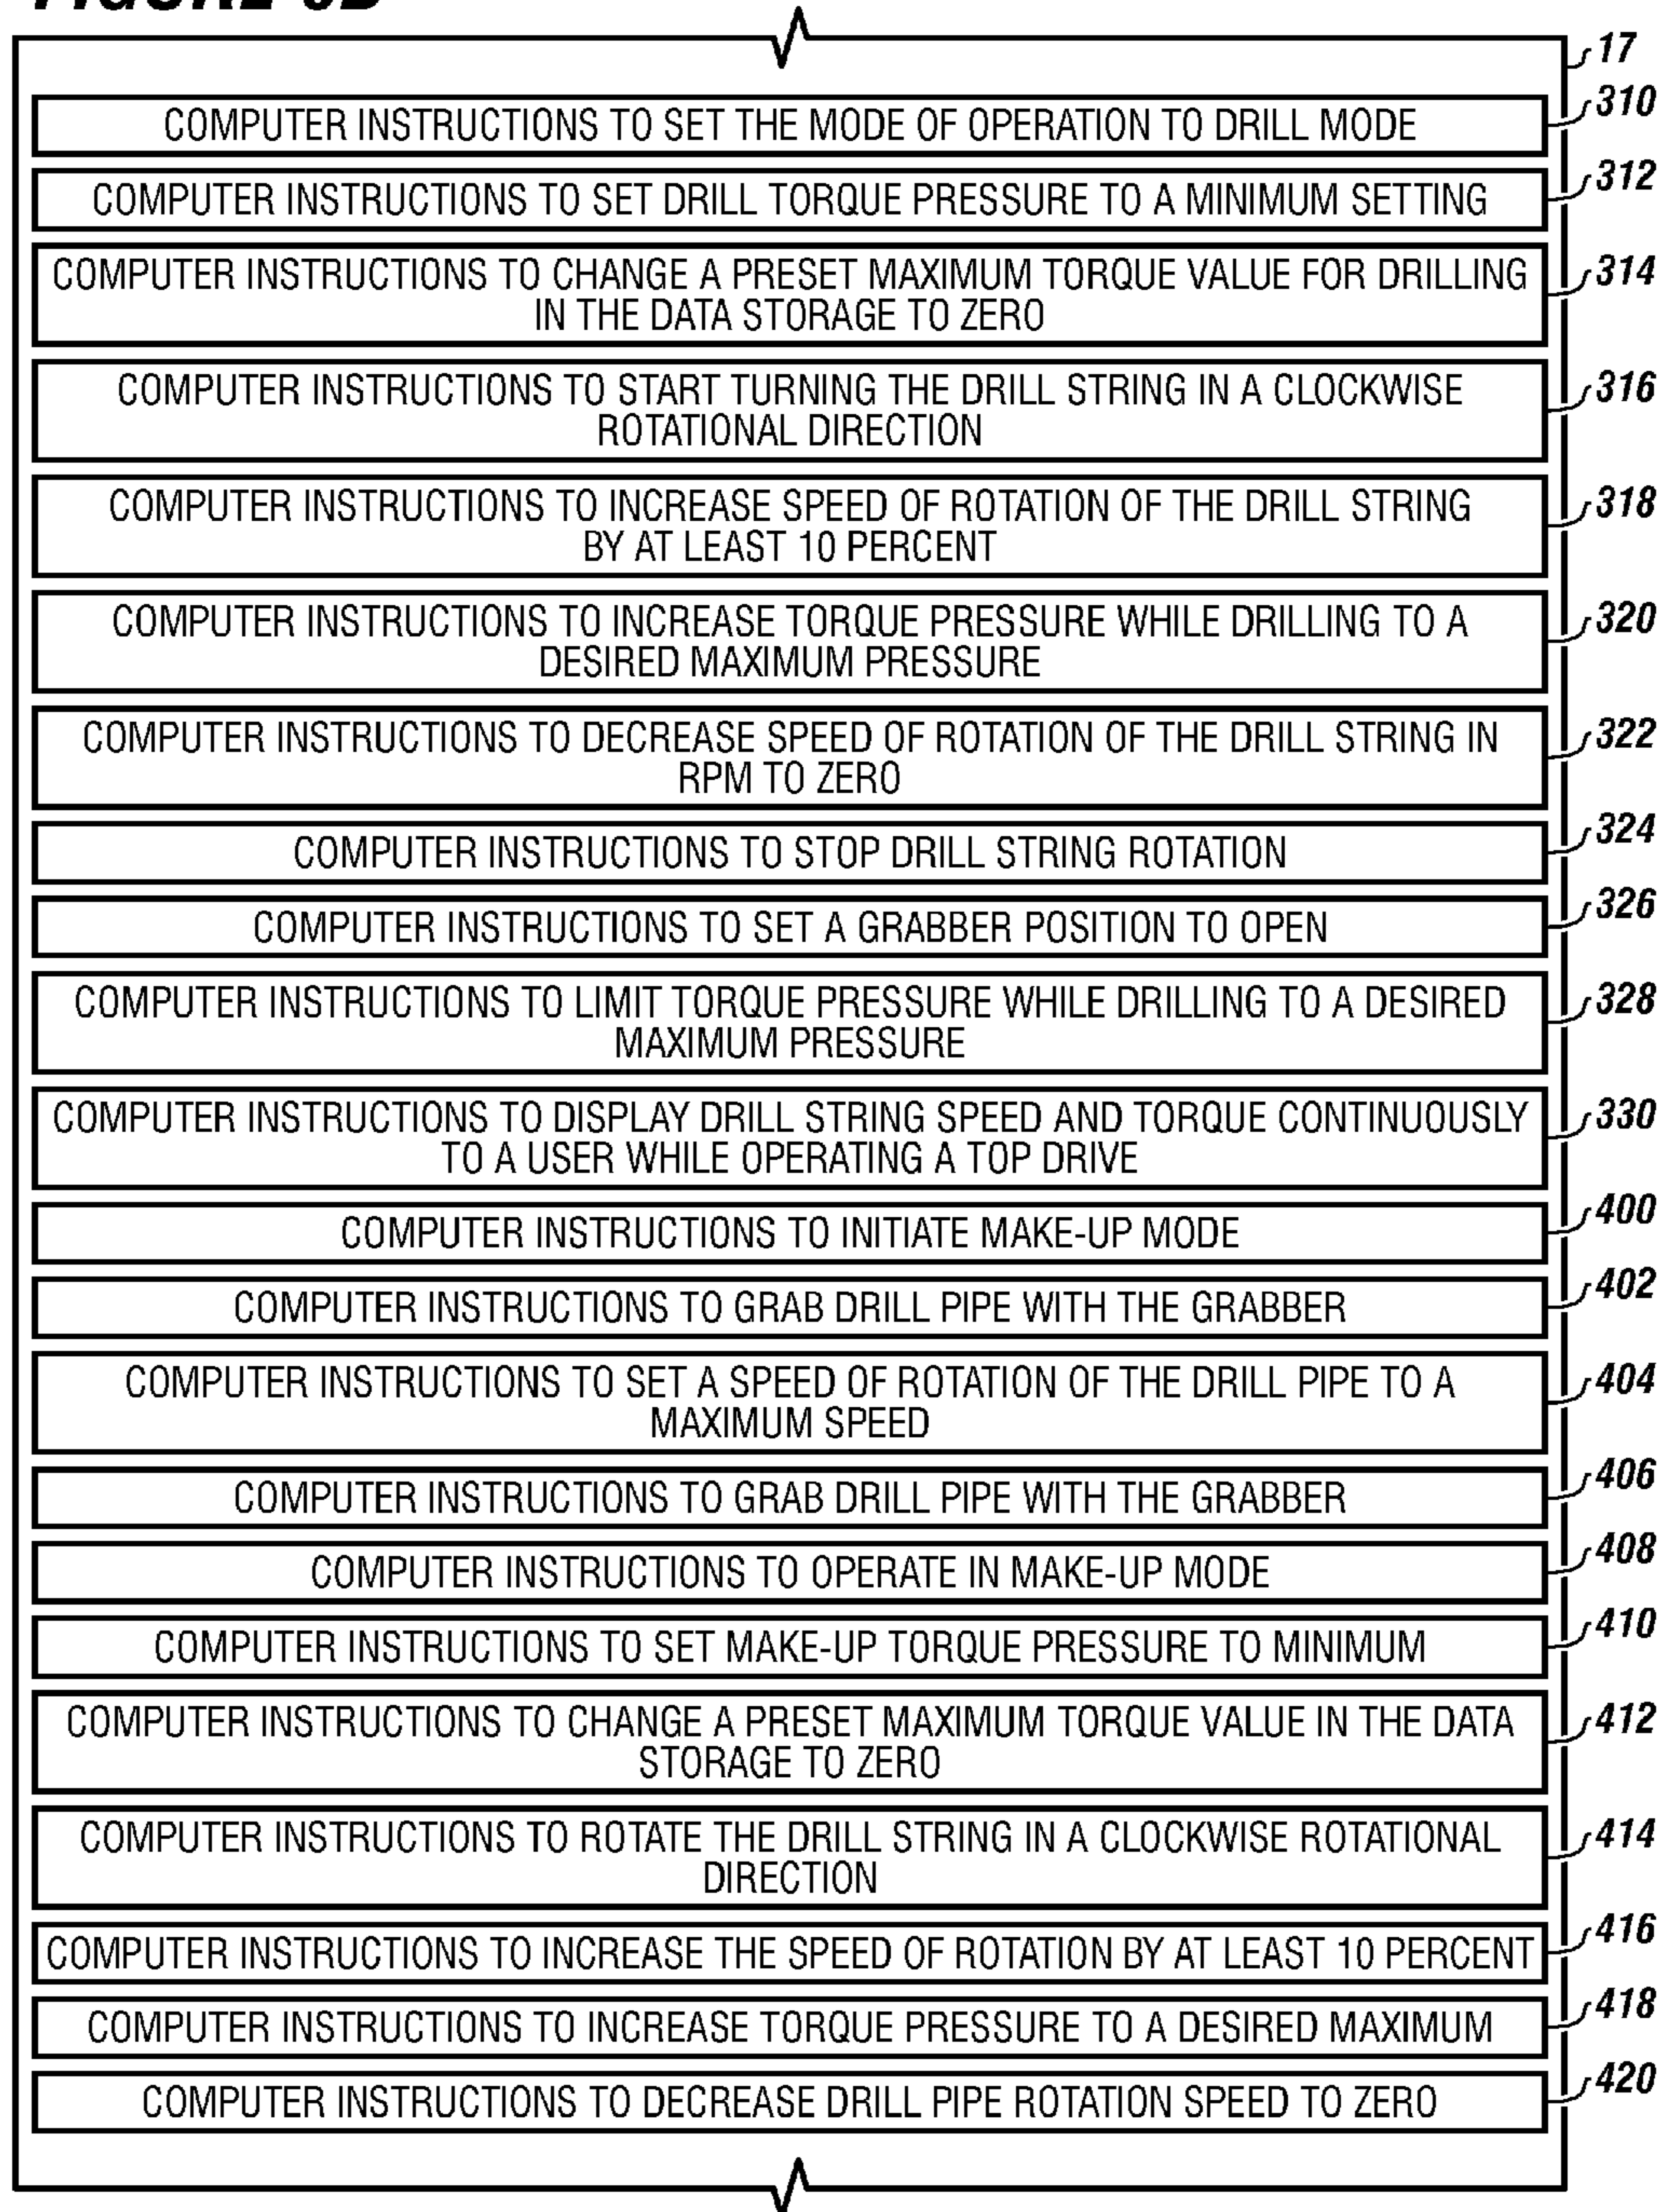 17
COMPUTER INSTRUCTIONS TO SET THE MODE OF OPERATION TO DRILL MODE
310
COMPUTER INSTRUCTIONS TO SET DRILL TORQUE PRESSURE TO A MINIMUM SETTING
312
COMPUTER INSTRUCTIONS TO CHANGE A PRESET MAXIMUM TORQUE VALUE FOR DRILLING
IN THE DATA STORAGE TO ZERO
314
COMPUTER INSTRUCTIONS TO START TURNING THE DRILL STRING IN A CLOCKWISE
ROTATIONAL DIRECTION
316
COMPUTER INSTRUCTIONS TO INCREASE SPEED OF ROTATION OF THE DRILL STRING
BY AT LEAST 10 PERCENT
318
COMPUTER INSTRUCTIONS TO INCREASE TORQUE PRESSURE WHILE DRILLING TO A
DESIRED MAXIMUM PRESSURE
320
COMPUTER INSTRUCTIONS TO DECREASE SPEED OF ROTATION OF THE DRILL STRING IN
RPM TO ZERO
322
COMPUTER INSTRUCTIONS TO STOP DRILL STRING ROTATION
324
COMPUTER INSTRUCTIONS TO SET A GRABBER POSITION TO OPEN
326
COMPUTER INSTRUCTIONS TO LIMIT TORQUE PRESSURE WHILE DRILLING TO A DESIRED
MAXIMUM PRESSURE
328
COMPUTER INSTRUCTIONS TO DISPLAY DRILL STRING SPEED AND TORQUE CONTINUOUSLY
TO A USER WHILE OPERATING A TOP DRIVE
330
COMPUTER INSTRUCTIONS TO INITIATE MAKE-UP MODE
400
COMPUTER INSTRUCTIONS TO GRAB DRILL PIPE WITH THE GRABBER
402
COMPUTER INSTRUCTIONS TO SET A SPEED OF ROTATION OF THE DRILL PIPE TO A
MAXIMUM SPEED
404
COMPUTER INSTRUCTIONS TO GRAB DRILL PIPE WITH THE GRABBER
406
COMPUTER INSTRUCTIONS TO OPERATE IN MAKE-UP MODE
408
COMPUTER INSTRUCTIONS TO SET MAKE-UP TORQUE PRESSURE TO MINIMUM
410
COMPUTER INSTRUCTIONS TO CHANGE A PRESET MAXIMUM TORQUE VALUE IN THE DATA
STORAGE TO ZERO
412
COMPUTER INSTRUCTIONS TO ROTATE THE DRILL STRING IN A CLOCKWISE ROTATIONAL
DIRECTION
414
COMPUTER INSTRUCTIONS TO INCREASE THE SPEED OF ROTATION BY AT LEAST 10 PERCENT
416
COMPUTER INSTRUCTIONS TO INCREASE TORQUE PRESSURE TO A DESIRED MAXIMUM
418
COMPUTER INSTRUCTIONS TO DECREASE DRILL PIPE ROTATION SPEED TO ZERO
420